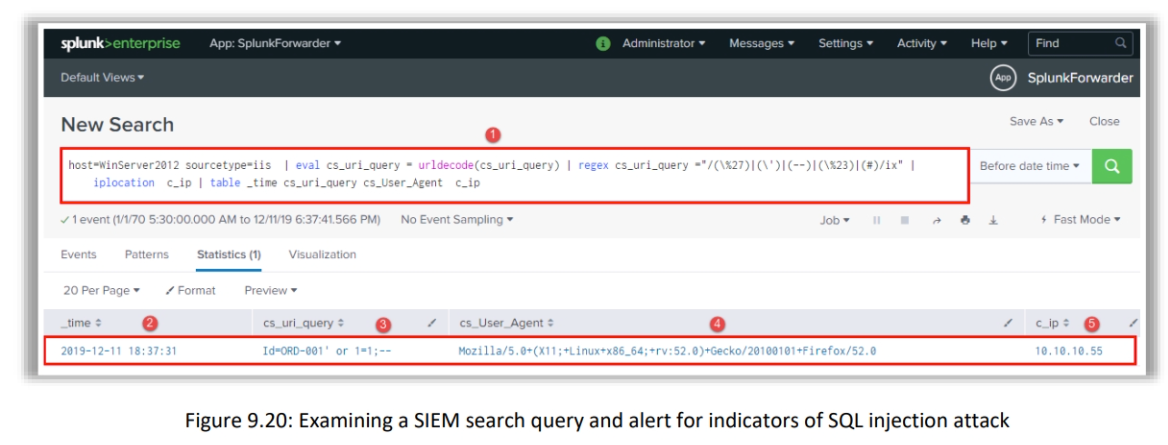 splunk>enterprise App: SplunkForwarder Administrator Messages Settings Activity Help Find
Default Views App SplunkForwarder
New Search Save As Close
1
host=WinServer2012 sourcetype=iis | eval cs_uri_query = urldecode(cs_uri_query) | regex cs_uri_query ="/(\%27)|(\')|(--)|(\%23)|(#)/ix" | Before date time
iplocation c_ip | table _time cs_uri_query cs_User_Agent c_ip
1 event (1/1/70 5:30:00.000 AM to 12/11/19 6:37:41.566 PM) No Event Sampling Job Fast Mode
Events Patterns Statistics (1) Visualization
20 Per Page Format Preview
_time 2 cs_uri_query 3 cs_User_Agent 4 c_ip 5
2019-12-11 18:37:31 Id=ORD-001' or 1=1;-- Mozilla/5.0+(X11;+Linux+x86_64;+rv:52.0)+Gecko/20100101+Firefox/52.0 10.10.10.55
Figure 9.20: Examining a SIEM search query and alert for indicators of SQL injection attack